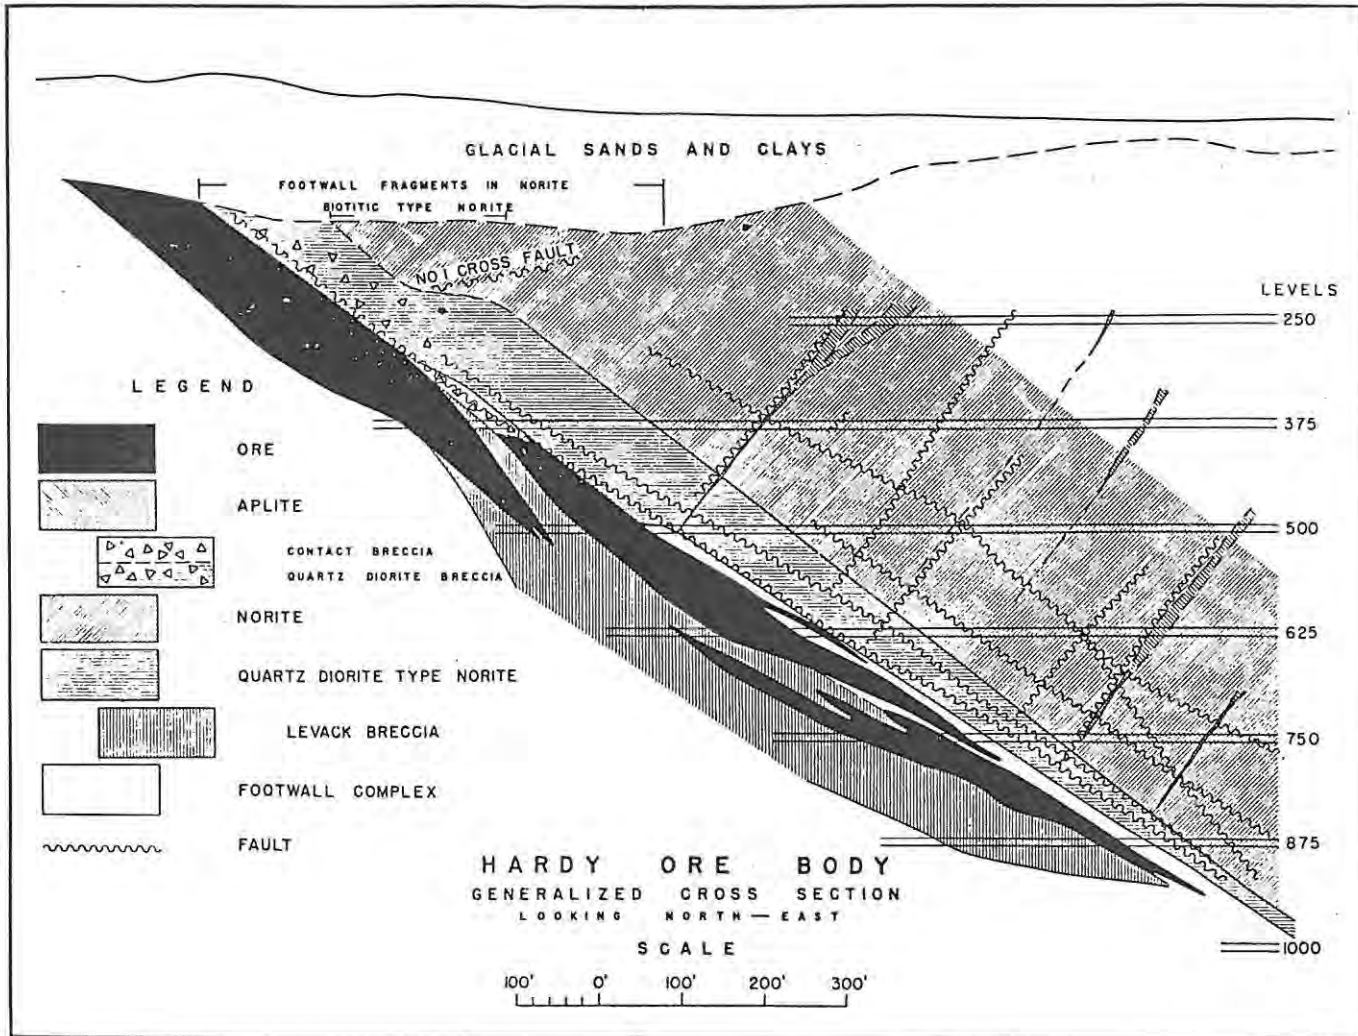 GLACIAL SANDS AND CLAYS
FOOTWALL FRAGMENTS IN NORITE
BIOTITIC TYPE NORITE
NO I CROSS FAULT
LEVELS
250
375
500
625
750
875
1000
LEGEND
ORE
APLITE
CONTACT BRECCIA
QUARTZ DIORITE BRECCIA
NORITE
QUARTZ DIORITE TYPE NORITE
LEVACK BRECCIA
FOOTWALL COMPLEX
FAULT
HARDY ORE BODY
GENERALIZED CROSS SECTION
LOOKING NORTH—EAST
SCALE
100' 0' 100' 200' 300'